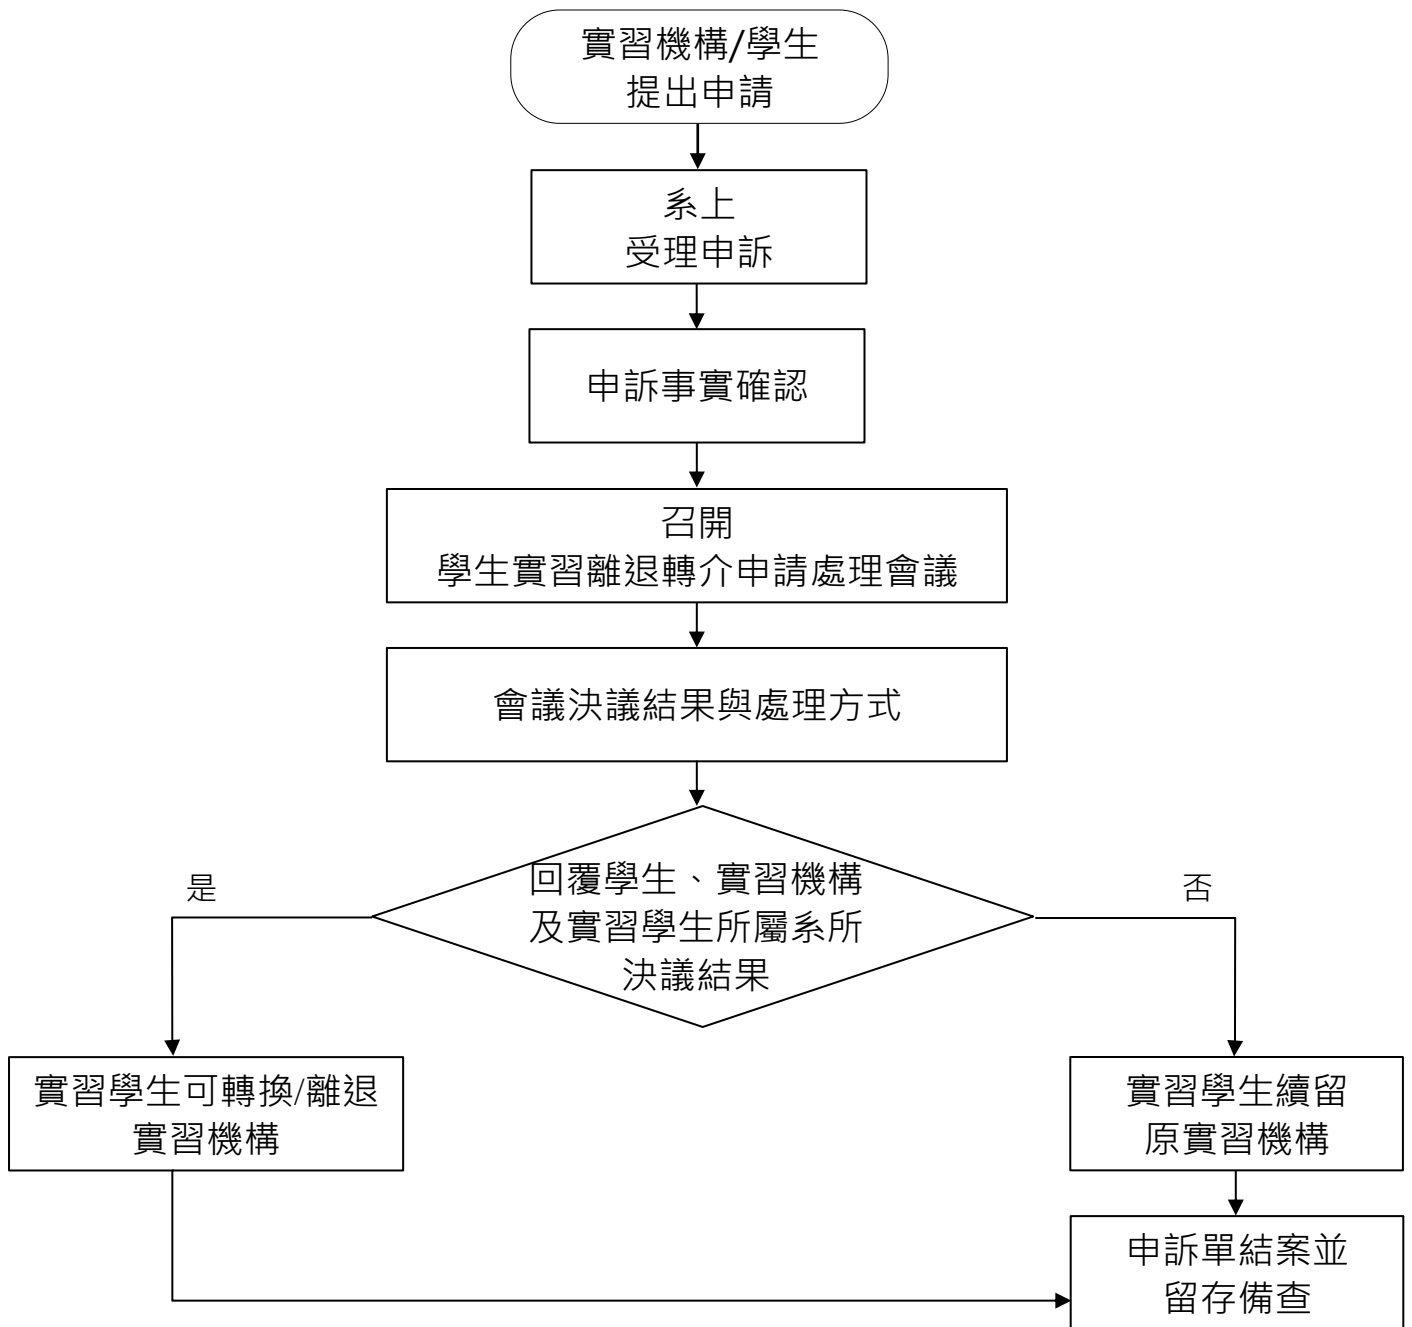 實習機構/學生
提出申請
系上
受理申訴
申訴事實確認
召開
學生實習離退轉介申請處理會議
會議決議結果與處理方式
回覆學生、實習機構
及實習學生所屬系所
決議結果
是
否
實習學生可轉換/離退
實習機構
實習學生續留
原實習機構
申訴單結案並
留存備查